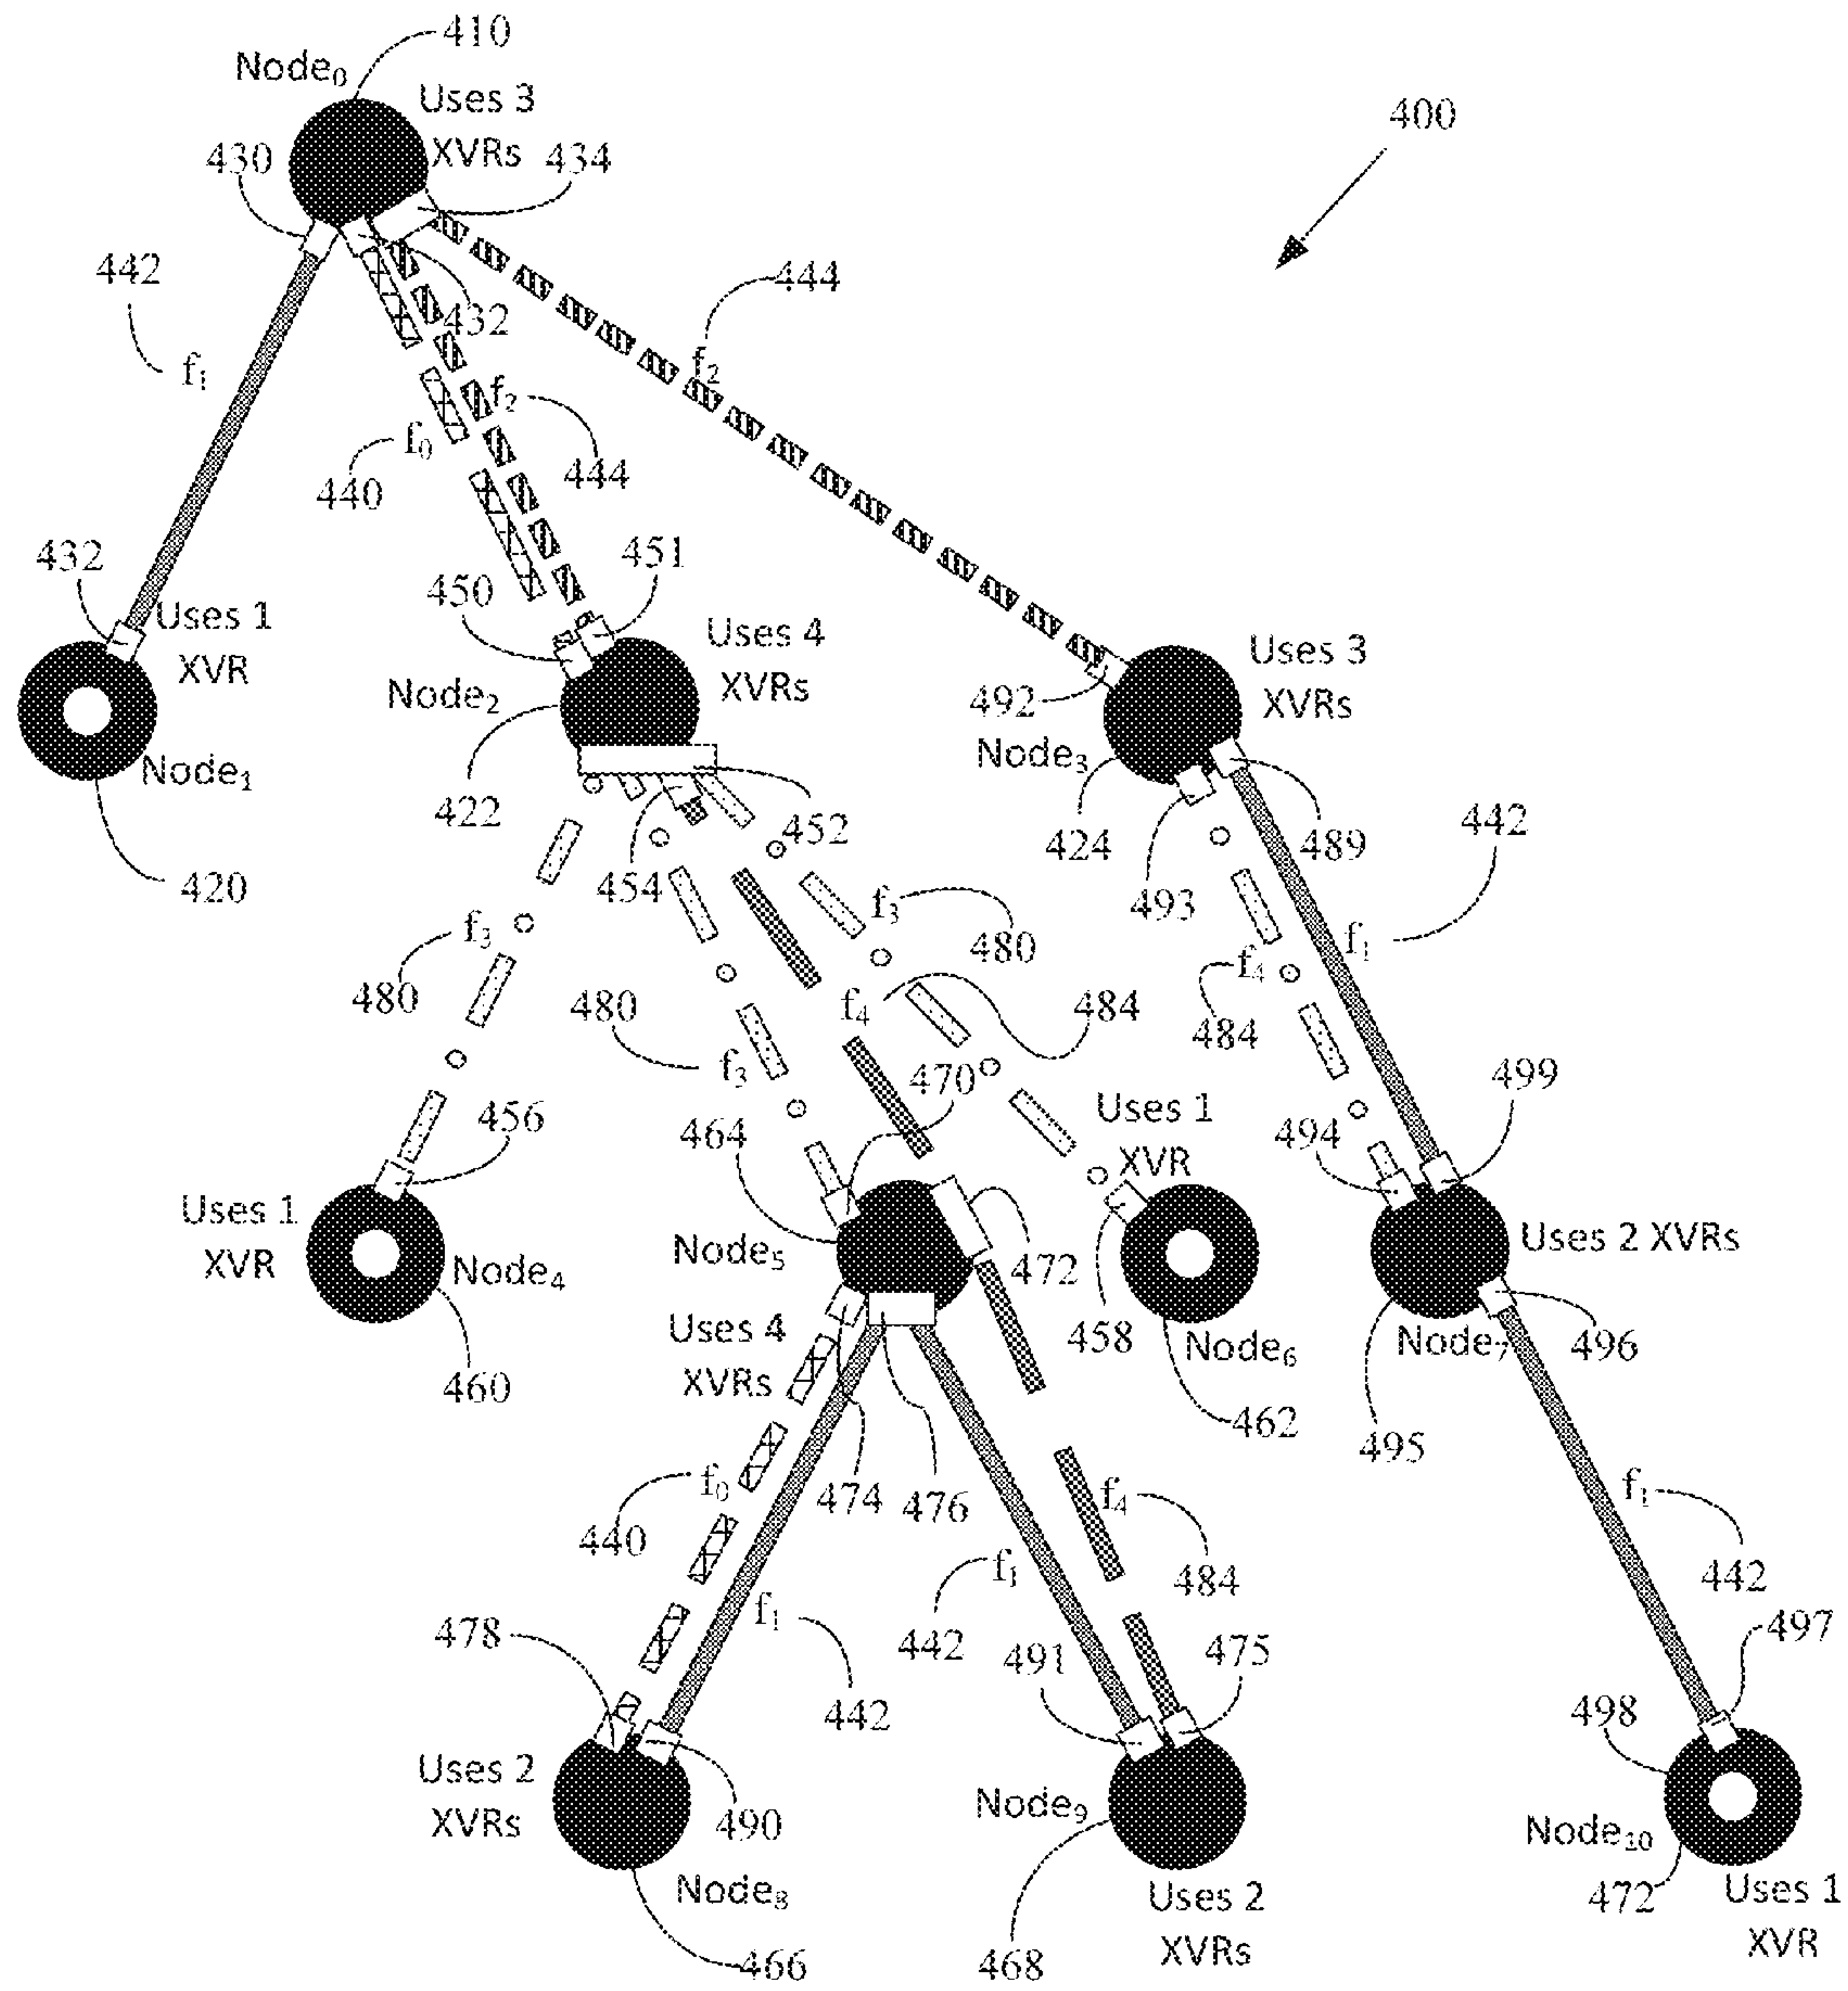 410
Node₀
Uses 3
XVRs
430
434
400
442
f₁
432
444
f₂
f₂
f₀
440
444
432
Uses 1
XVR
Node₁
420
450
451
Uses 4
XVRs
Node₂
422
452
454
492
Uses 3
XVRs
Node₃
424
489
493
442
f₁
f₄
484
f₃
480
f₃
480
480
f₃
f₄
484
470
464
456
Uses 1
XVR
Node₄
460
Node₅
472
Uses 4
XVRs
474
476
Uses 1
XVR
458
Node₆
462
494
499
Uses 2 XVRs
Node₇
496
495
f₀
440
f₁
442
f₁
442
f₄
484
f₁
442
478
Uses 2
XVRs
490
Node₈
466
491
475
Node₉
Uses 2
XVRs
468
497
498
Node₁₀
472
Uses 1
XVR